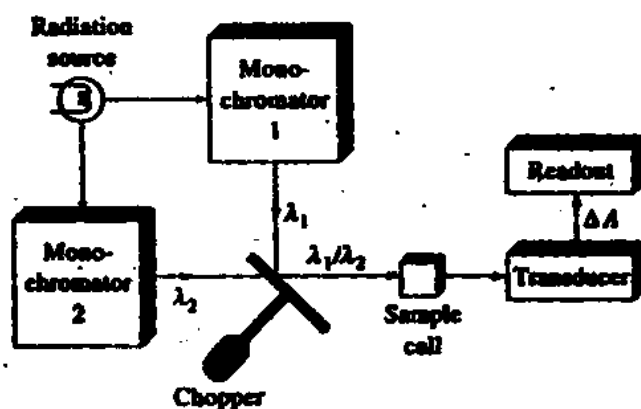 Radiation
source
Mono-
chromator
1
Mono-
chromator
2
λ₁
λ₂
λ₁/λ₂
Chopper
Sample
cell
Transducer
ΔA
Readout